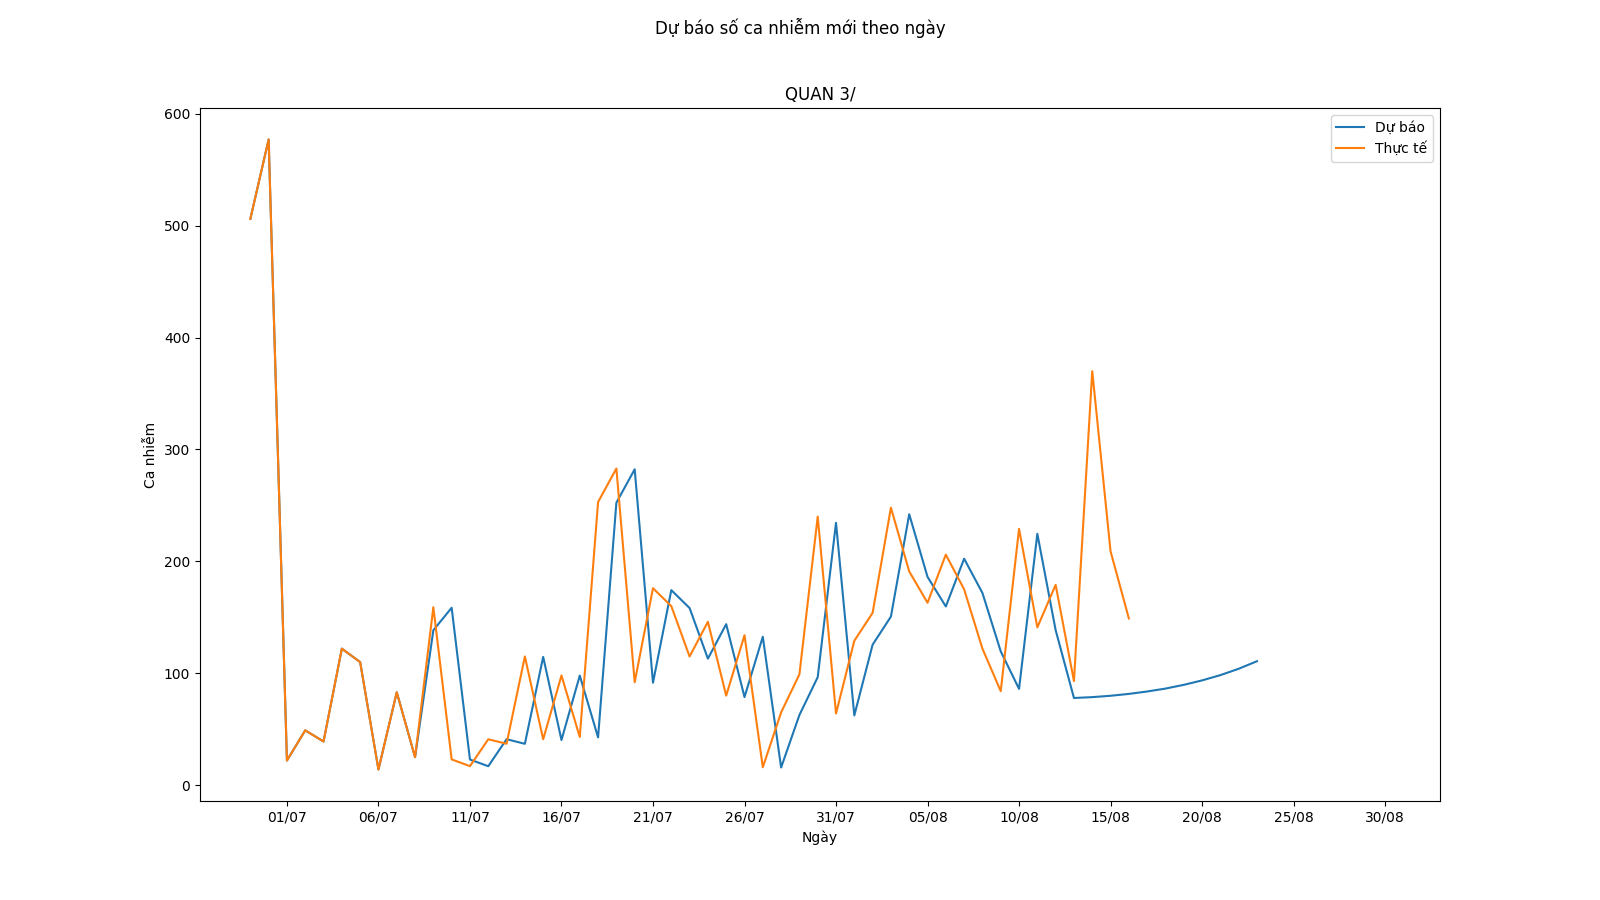 Dự báo số ca nhiễm mới theo ngày
QUAN 3/
Dự báo
Thực tế
600
500
400
300
200
100
0
Ca nhiễm
01/07 06/07 11/07 16/07 21/07 26/07 31/07 05/08 10/08 15/08 20/08 25/08 30/08
Ngày